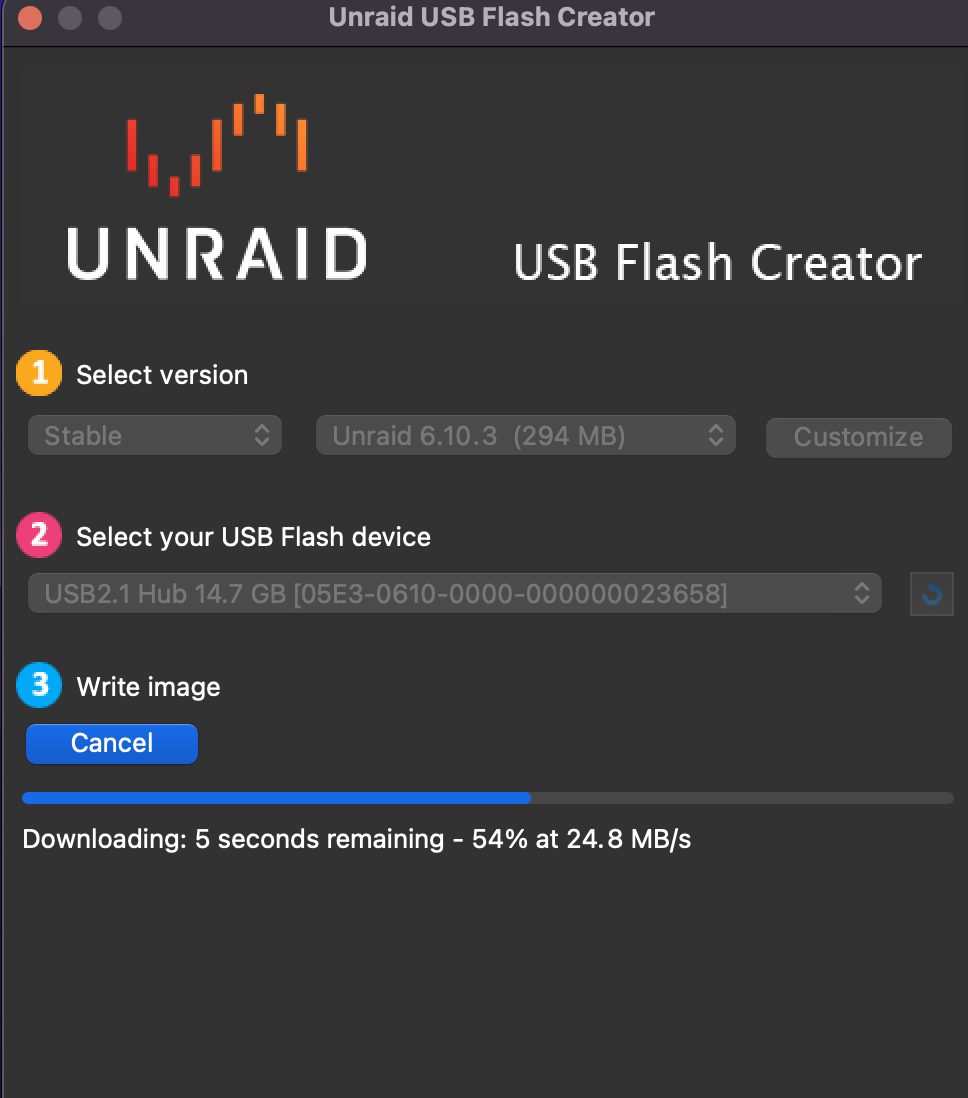 Unraid USB Flash Creator
UNRAID
USB Flash Creator
1 Select version
Stable
Unraid 6.10.3 (294 MB)
Customize
2 Select your USB Flash device
USB2.1 Hub 14.7 GB [05E3-0610-0000-000000023658]
3 Write image
Cancel
Downloading: 5 seconds remaining - 54% at 24.8 MB/s